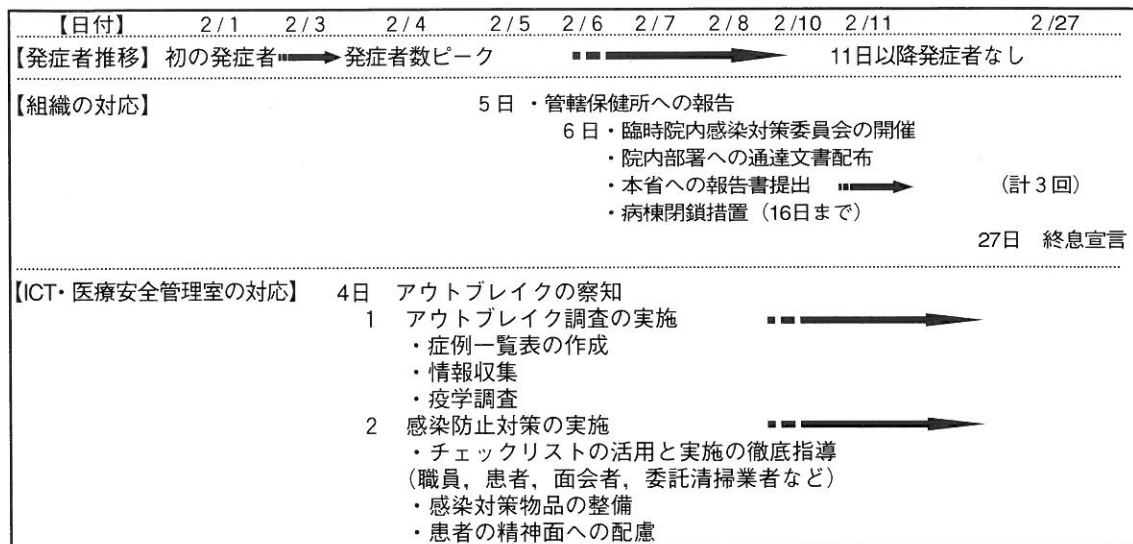 【日付】 2/1 2/3 2/4 2/5 2/6 2/7 2/8 2/10 2/11 2/27
【発症者推移】 初の発症者 発症者数ピーク 11日以降発症者なし
【組織の対応】 5日 ・管轄保健所への報告
6日・臨時院内感染対策委員会の開催
・院内部署への通達文書配布
・本省への報告書提出 (計3回)
・病棟閉鎖措置(16日まで)
27日 終息宣言
【ICT・医療安全管理室の対応】 4日 アウトブレイクの察知
1 アウトブレイク調査の実施
・症例一覧表の作成
・情報収集
・疫学調査
2 感染防止対策の実施
・チェックリストの活用と実施の徹底指導
(職員,患者,面会者,委託清掃業者など)
・感染対策物品の整備
・患者の精神面への配慮